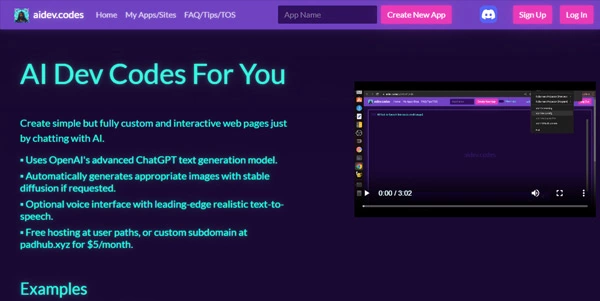 aidev.codes Home My Apps/Sites FAQ/Tips/TOS App Name Create New App Sign Up Log In
AI Dev Codes For You
Create simple but fully custom and interactive web pages just
by chatting with AI.
• Uses OpenAI's advanced ChatGPT text generation model.
• Automatically generates appropriate images with stable
diffusion if requested.
• Optional voice interface with leading-edge realistic text-to-
speech.
• Free hosting at user paths, or custom subdomain at
padhub.xyz for $5/month.
0:00 / 3:02
Examples